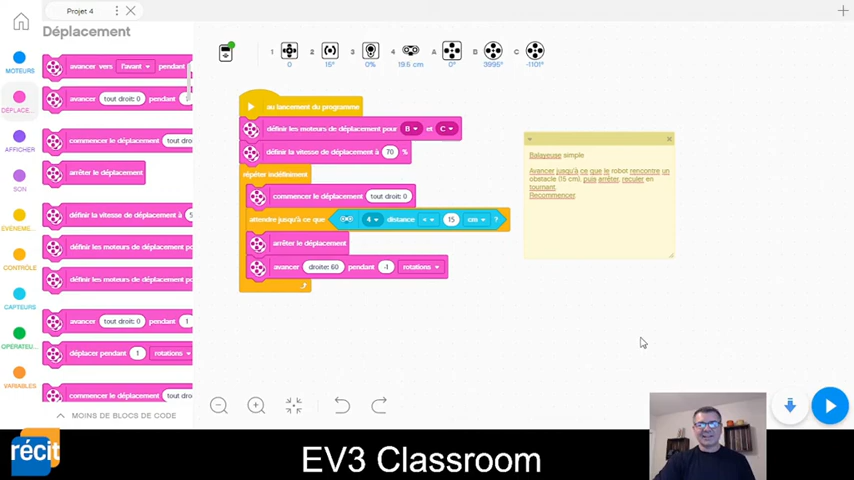 Projet 4
Déplacement
1 2 3 4 A B C
0 15° 0% 19.5 cm 0° 3995° -1101°
MOTEURS
DÉPLACE...
AFFICHER
SON
ÉVÉNEME...
CONTRÔLE
CAPTEURS
OPÉRATEU...
VARIABLES
avancer vers l'avant pendant
avancer tout droit: 0 pendant
commencer le déplacement tout
arrêter le déplacement
définir la vitesse de déplacement à
définir les moteurs de déplacement
définir les moteurs de déplacement
avancer tout droit: 0 pendant 1
déplacer pendant 1 rotations
commencer le déplacement tout
MOINS DE BLOCS DE CODE
au lancement du programme
définir les moteurs de déplacement pour B et C
définir la vitesse de déplacement à 70 %
répéter indéfiniment
commencer le déplacement tout droit: 0
attendre jusqu'à ce que 4 distance < 15 cm ?
arrêter le déplacement
avancer droite: 60 pendant -1 rotations
Balayeuse simple
Avancer jusqu'à ce que le robot rencontre un
obstacle (15 cm), puis arrêter, reculer en
tournant.
Recommencer.
récit
EV3 Classroom